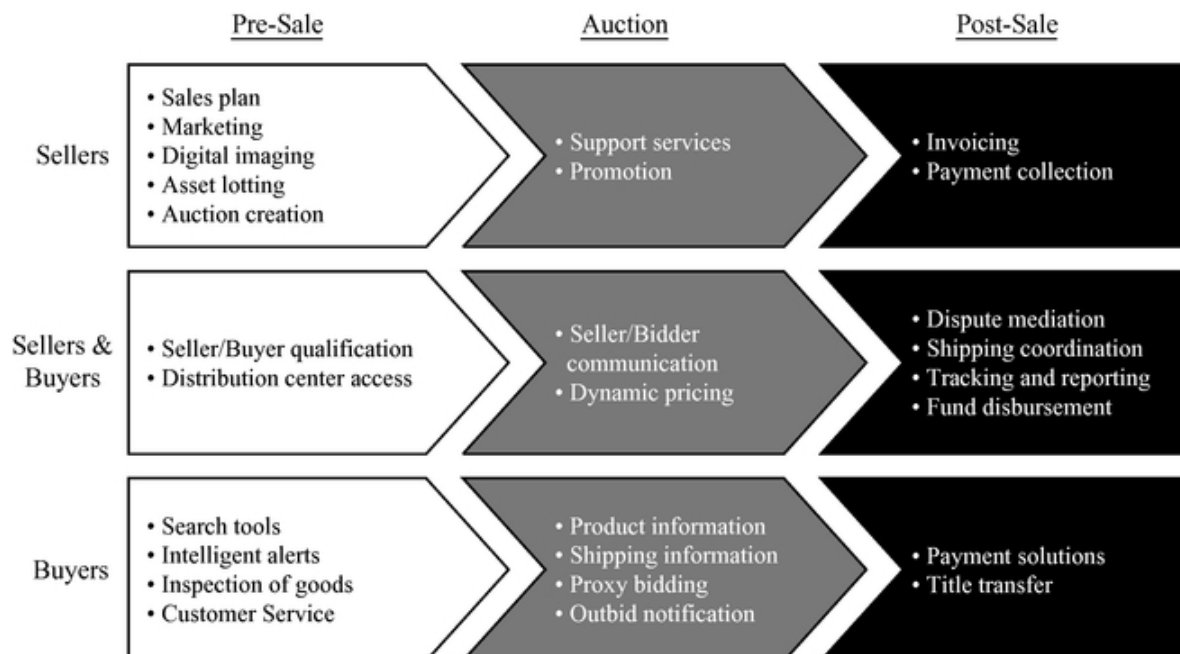 Pre-Sale
Auction
Post-Sale
Sellers
• Sales plan
• Marketing
• Digital imaging
• Asset lotting
• Auction creation
• Support services
• Promotion
• Invoicing
• Payment collection
Sellers &
Buyers
• Seller/Buyer qualification
• Distribution center access
• Seller/Bidder
communication
• Dynamic pricing
• Dispute mediation
• Shipping coordination
• Tracking and reporting
• Fund disbursement
Buyers
• Search tools
• Intelligent alerts
• Inspection of goods
• Customer Service
• Product information
• Shipping information
• Proxy bidding
• Outbid notification
• Payment solutions
• Title transfer